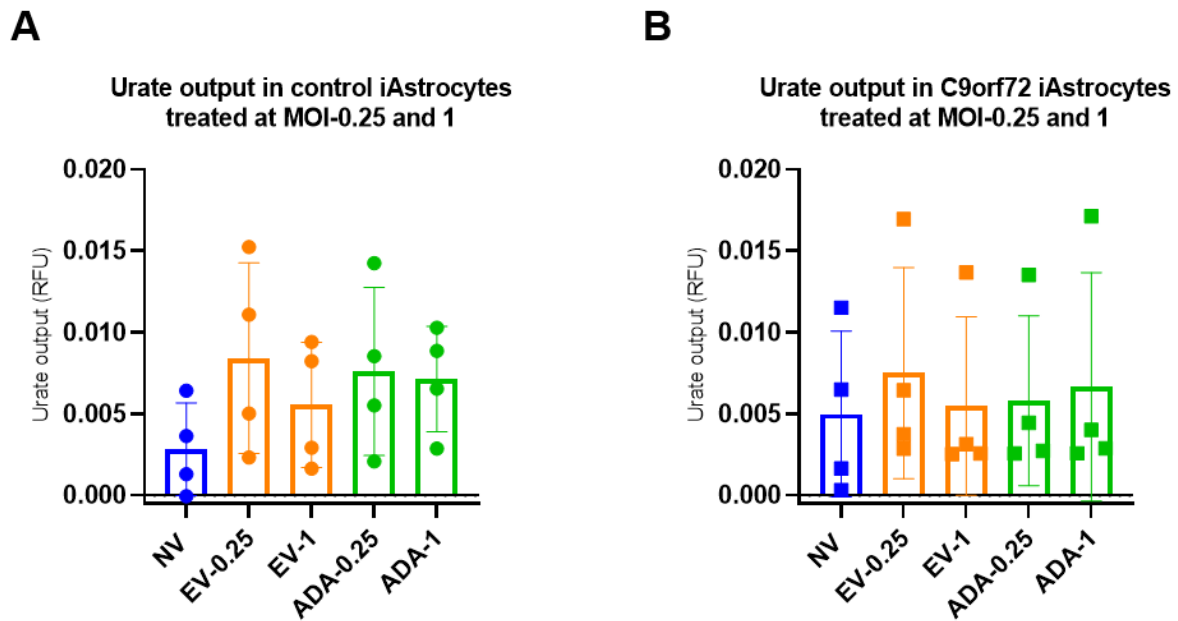 A
Urate output in control iAstrocytes
treated at MOI-0.25 and 1
Urate output (RFU)
0.020
0.015
0.010
0.005
0.000
NV
EV-0.25
EV-1
ADA-0.25
ADA-1
B
Urate output in C9orf72 iAstrocytes
treated at MOI-0.25 and 1
Urate output (RFU)
0.020
0.015
0.010
0.005
0.000
NV
EV-0.25
EV-1
ADA-0.25
ADA-1